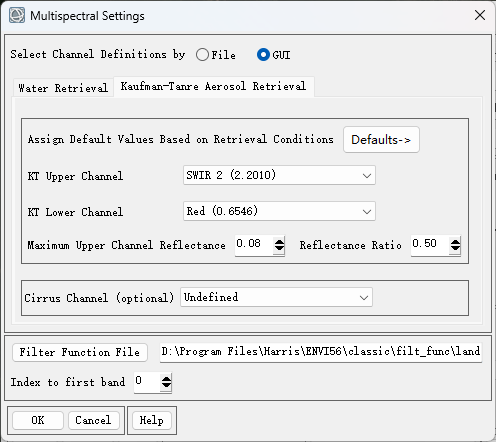 Multispectral Settings
Select Channel Definitions by File GUI
Water Retrieval Kaufman-Tanre Aerosol Retrieval
Assign Default Values Based on Retrieval Conditions Defaults->
KT Upper Channel SWIR 2 (2.2010)
KT Lower Channel Red (0.6546)
Maximum Upper Channel Reflectance 0.08 Reflectance Ratio 0.50
Cirrus Channel (optional) Undefined
Filter Function File D:\Program Files\Harris\ENVI56\classic\filt_func\land
Index to first band 0
OK Cancel Help